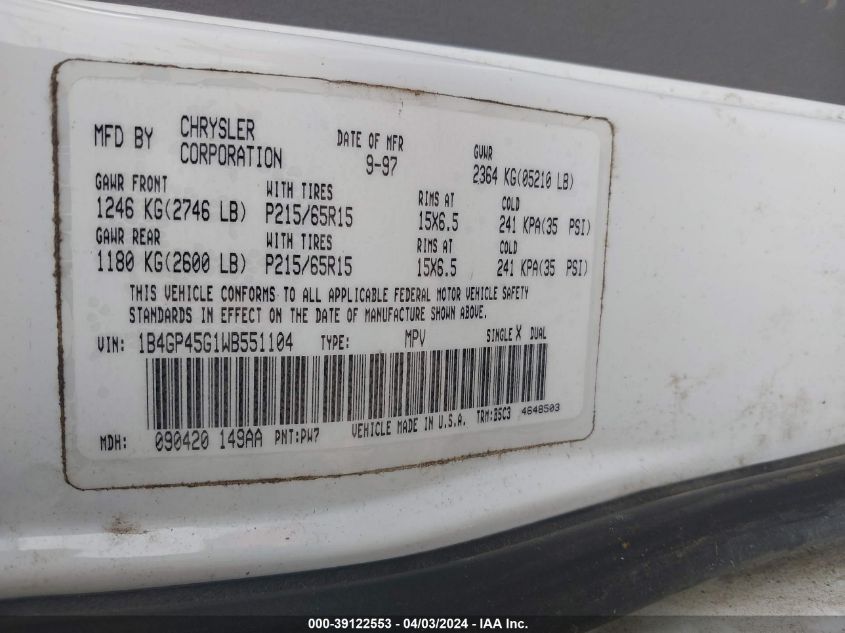 MFD BY CHRYSLER CORPORATION DATE OF MFR 9-97 GVWR 2364 KG(05210 LB)
GAWR FRONT WITH TIRES RIMS AT COLD
1246 KG(2746 LB) P215/65R15 15X6.5 241 KPA(35 PSI)
GAWR REAR WITH TIRES RIMS AT COLD
1180 KG(2600 LB) P215/65R15 15X6.5 241 KPA(35 PSI)
THIS VEHICLE CONFORMS TO ALL APPLICABLE FEDERAL MOTOR VEHICLE SAFETY
STANDARDS IN EFFECT ON THE DATE OF MANUFACTURE SHOWN ABOVE.
VIN: 1B4GP45G1WB551104 TYPE: MPV SINGLE X DUAL
MDH: 090420 149AA PNT:PW7 VEHICLE MADE IN U.S.A. TRM:B5C3 4648503
000-39122553 - 04/03/2024 - IAA Inc.